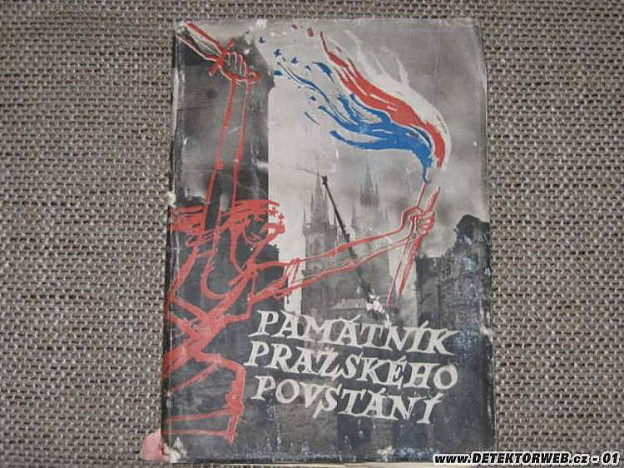 PAMÁTNÍK
PRAŽSKÉHO
POVSTÁNÍ
www.DETEKTORWEB.cz - 01